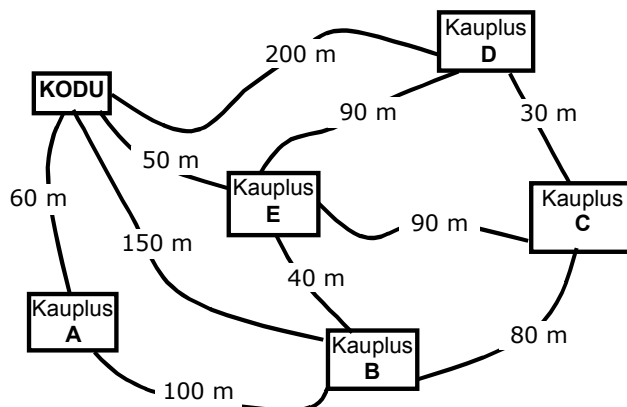 Kauplus
D
200 m
KODU
90 m
30 m
50 m
Kauplus
E
60 m
Kauplus
C
150 m
90 m
40 m
Kauplus
A
80 m
Kauplus
B
100 m